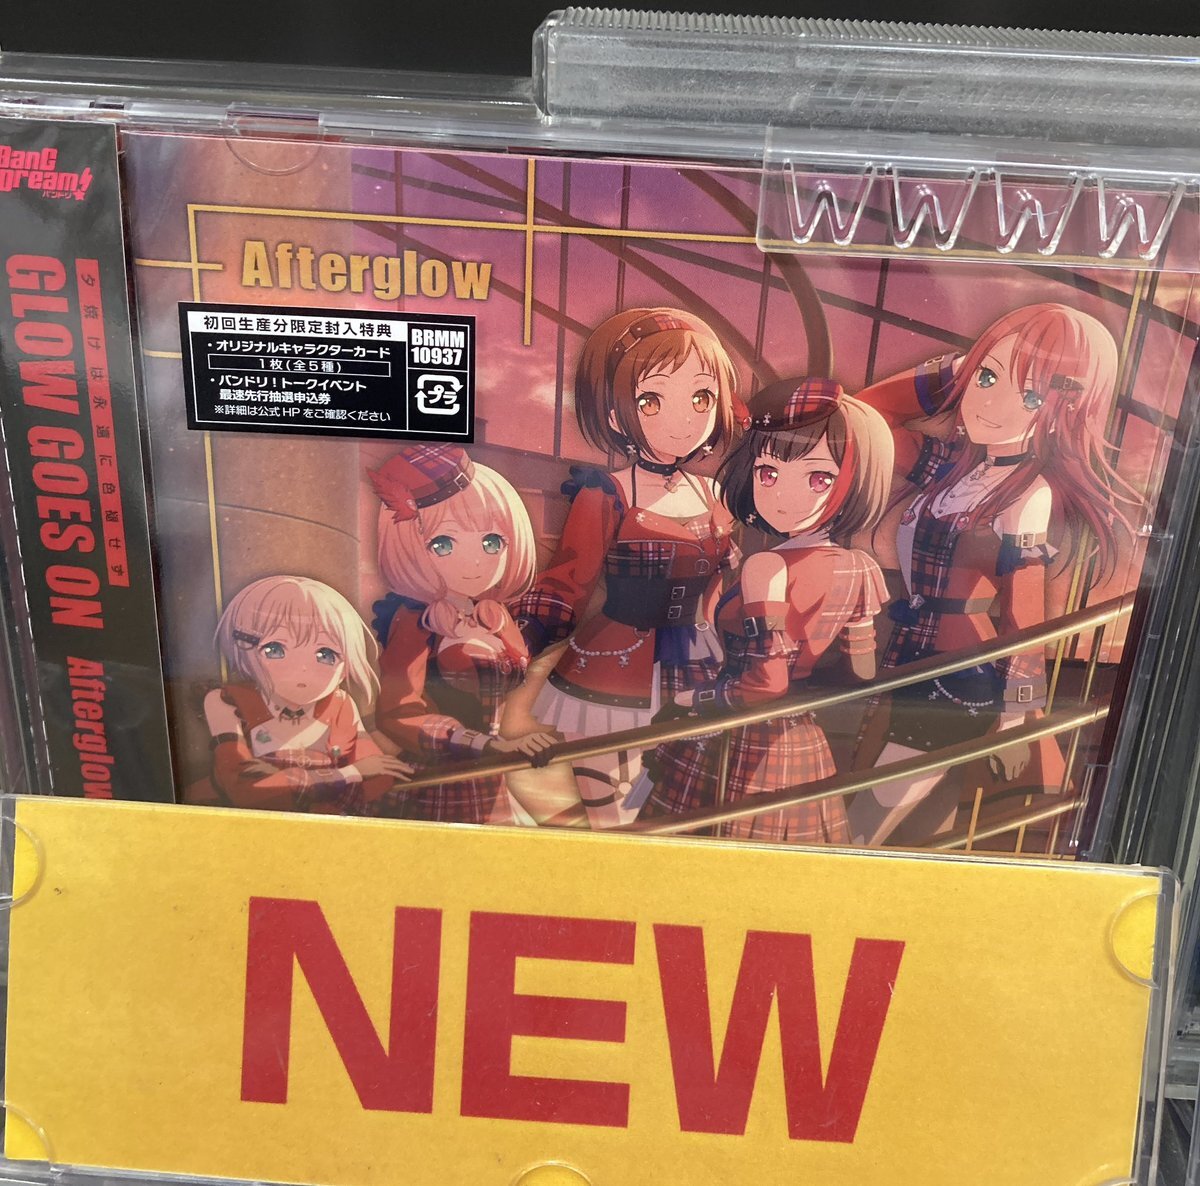 BanG
Dream!
バンドリ
夕焼けは永遠に色褪せず
GLOW GOES ON Afterglow
Afterglow
初回生産分限定封入特典
・オリジナルキャラクターカード
1枚(全5種)
・バンドリ！トークイベント
最速先行抽選申込券
※詳細は公式HPをご確認ください
BRMM
10937
プラ
WWWW
NEW